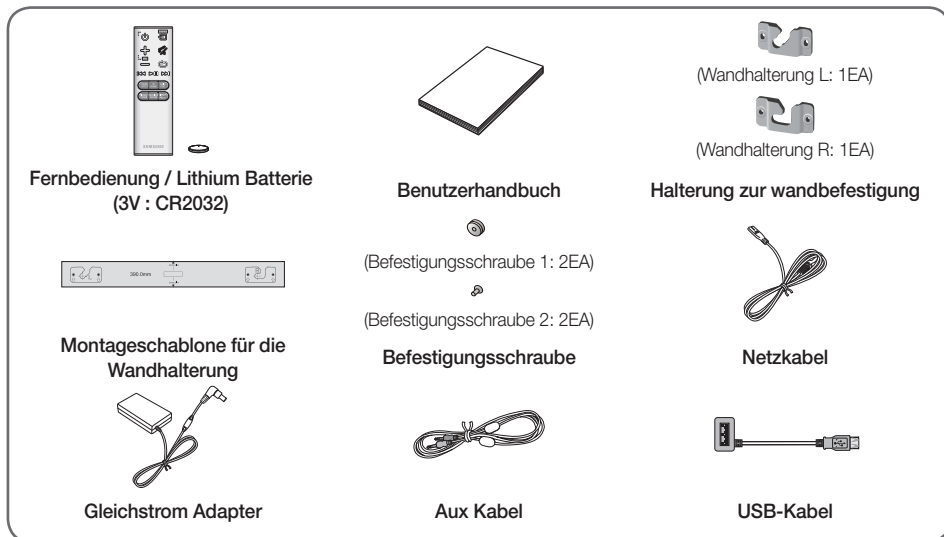 (Wandhalterung L: 1EA)
(Wandhalterung R: 1EA)
Fernbedienung / Lithium Batterie
(3V : CR2032)
Benutzerhandbuch
Halterung zur wandbefestigung
390.0mm
(Befestigungsschraube 1: 2EA)
(Befestigungsschraube 2: 2EA)
Montageschablone für die
Wandhalterung
Befestigungsschraube
Netzkabel
Gleichstrom Adapter
Aux Kabel
USB-Kabel